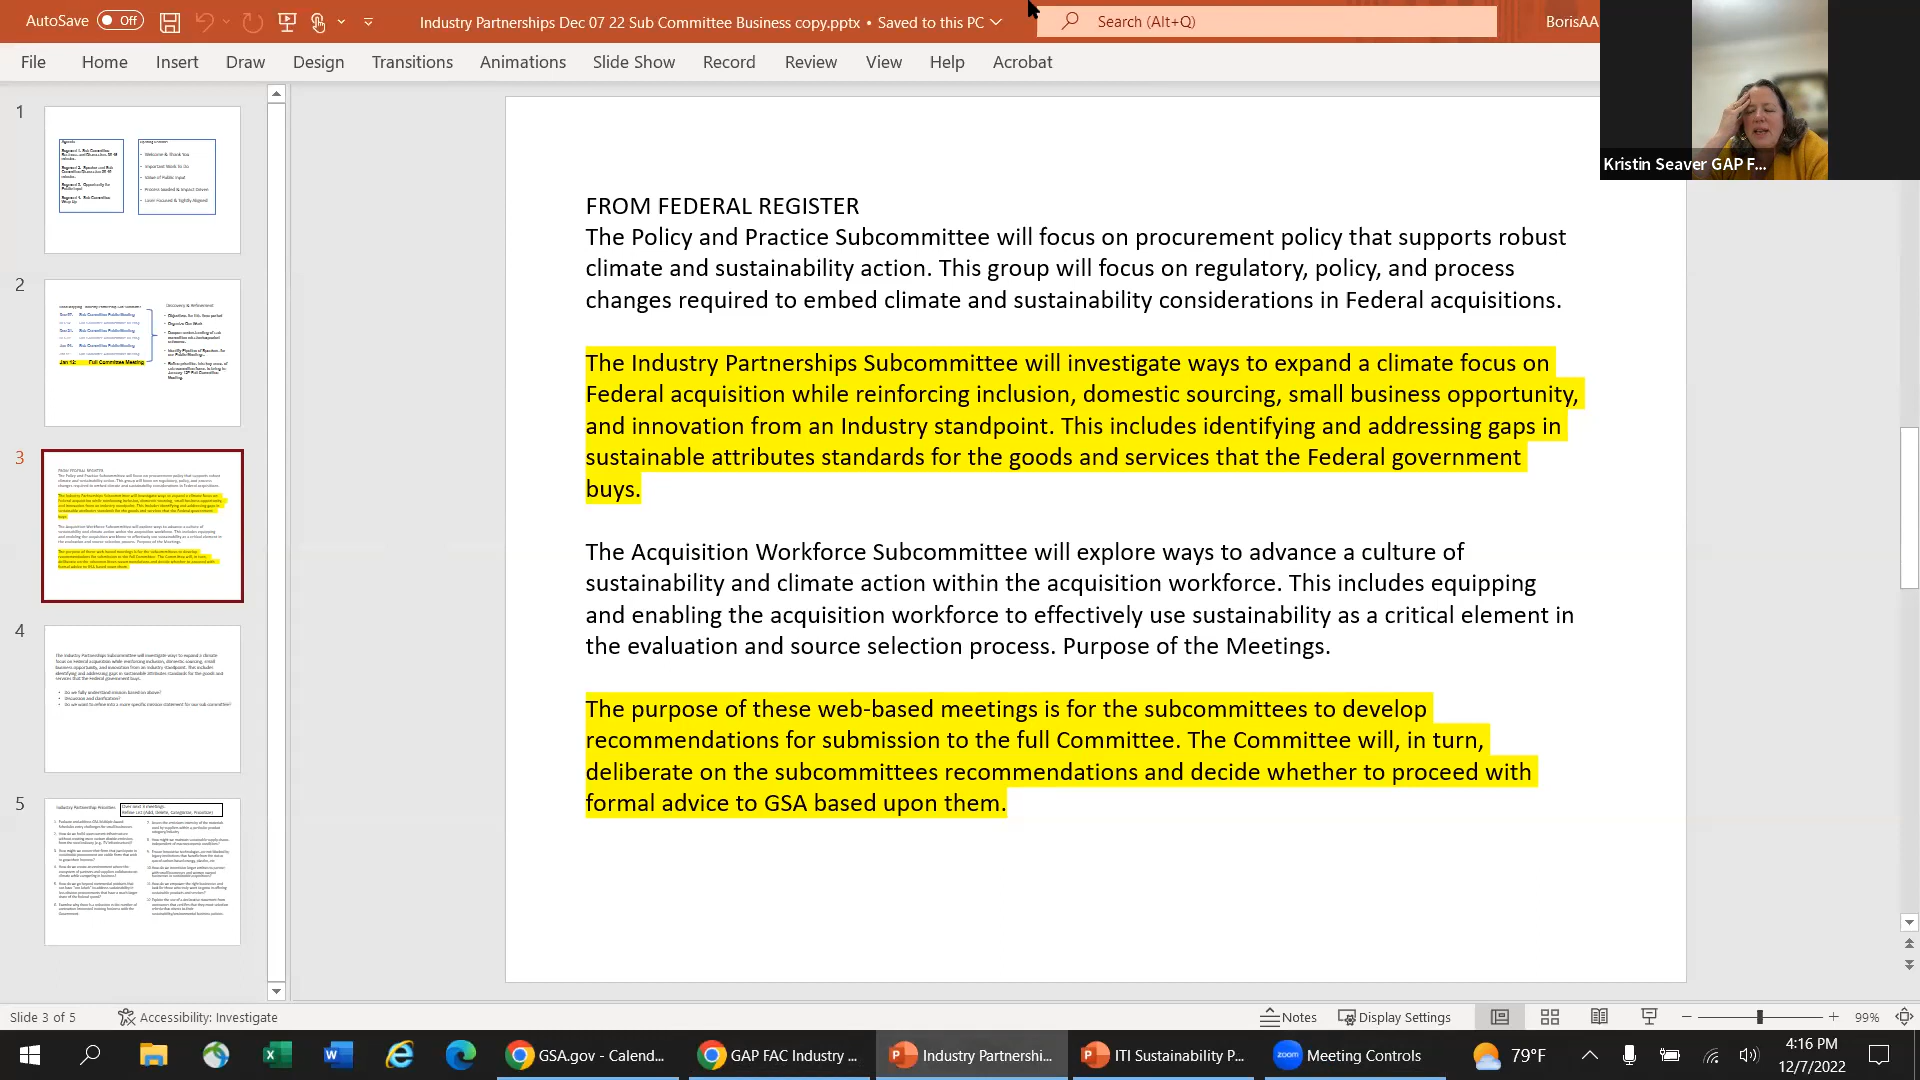 AutoSave Off
Industry Partnerships Dec 07 22 Sub Committee Business copy.pptx • Saved to this PC
Search (Alt+Q)
BorisAA
File Home Insert Draw Design Transitions Animations Slide Show Record Review View Help Acrobat
Kristin Seaver GAP F...
1
2
3
4
5
FROM FEDERAL REGISTER
The Policy and Practice Subcommittee will focus on procurement policy that supports robust
climate and sustainability action. This group will focus on regulatory, policy, and process
changes required to embed climate and sustainability considerations in Federal acquisitions.
The Industry Partnerships Subcommittee will investigate ways to expand a climate focus on
Federal acquisition while reinforcing inclusion, domestic sourcing, small business opportunity,
and innovation from an Industry standpoint. This includes identifying and addressing gaps in
sustainable attributes standards for the goods and services that the Federal government
buys.
The Acquisition Workforce Subcommittee will explore ways to advance a culture of
sustainability and climate action within the acquisition workforce. This includes equipping
and enabling the acquisition workforce to effectively use sustainability as a critical element in
the evaluation and source selection process. Purpose of the Meetings.
The purpose of these web-based meetings is for the subcommittees to develop
recommendations for submission to the full Committee. The Committee will, in turn,
deliberate on the subcommittees recommendations and decide whether to proceed with
formal advice to GSA based upon them.
Slide 3 of 5
Accessibility: Investigate
Notes
Display Settings
99%
GSA.gov - Calend...
GAP FAC Industry ...
Industry Partnershi...
ITI Sustainability P...
Meeting Controls
79°F
4:16 PM
12/7/2022